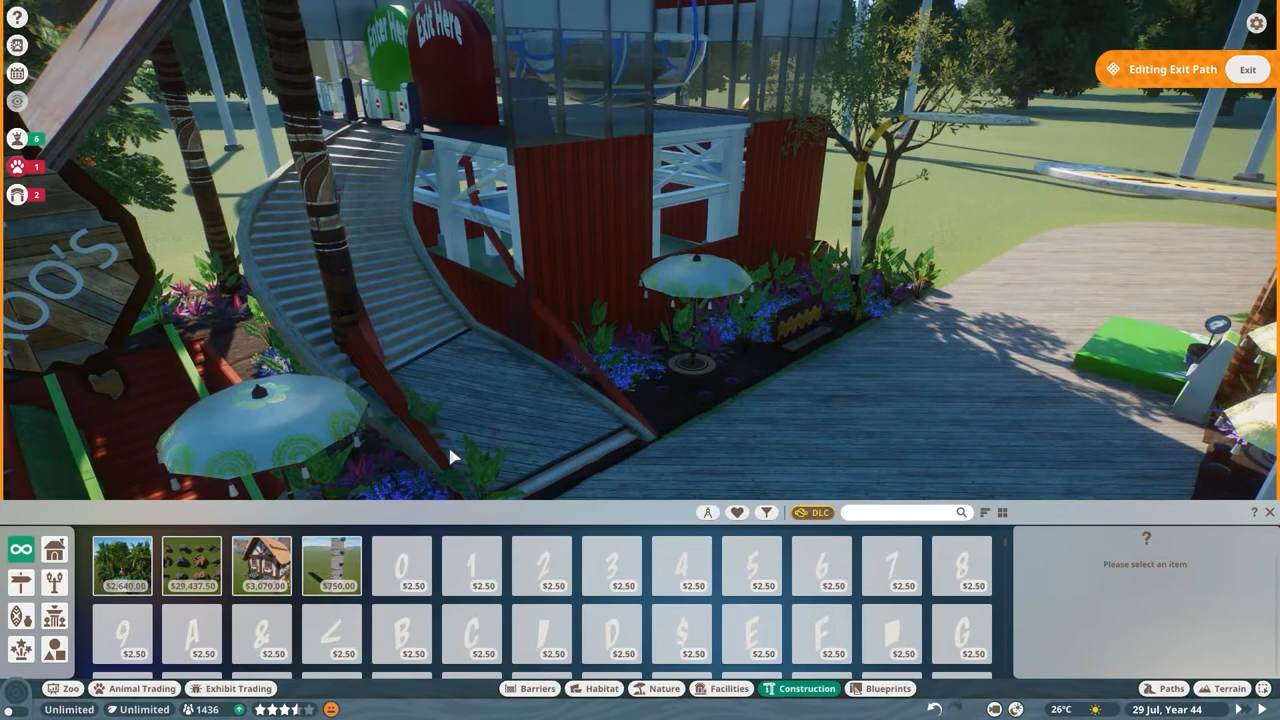 ?
Enter Here
Exit Here
Editing Exit Path
Exit
6
1
2
OO'S
DLC
? ×
$2,640.00
$29,437.50
$3,070.00
$750.00
0 $2.50
1 $2.50
2 $2.50
3 $2.50
4 $2.50
5 $2.50
6 $2.50
7 $2.50
8 $2.50
?
Please select an item
9 $2.50
A $2.50
& $2.50
< $2.50
B $2.50
C $2.50
$2.50
D $2.50
$ $2.50
E $2.50
F $2.50
$2.50
G $2.50
Zoo
Animal Trading
Exhibit Trading
Barriers
Habitat
Nature
Facilities
Construction
Blueprints
Paths
Terrain
Unlimited
Unlimited
1436
26°C
29 Jul, Year 44